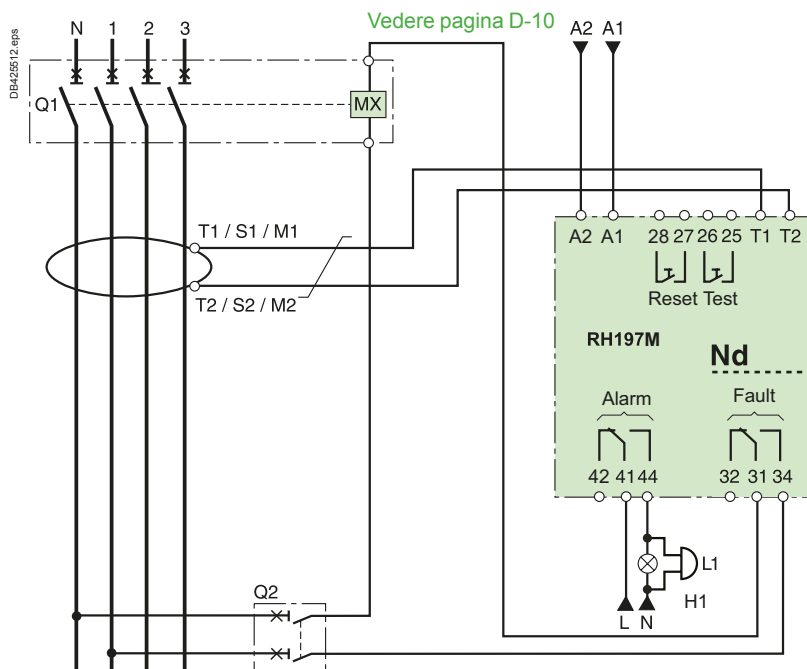 Vedere pagina D-10
DB425512.eps
N 1 2 3
A2 A1
Q1
MX
T1 / S1 / M1
T2 / S2 / M2
A2 A1 28 27 26 25 T1 T2
Reset Test
RH197M
Nd
Alarm Fault
42 41 44 32 31 34
L1
H1
L N
Q2